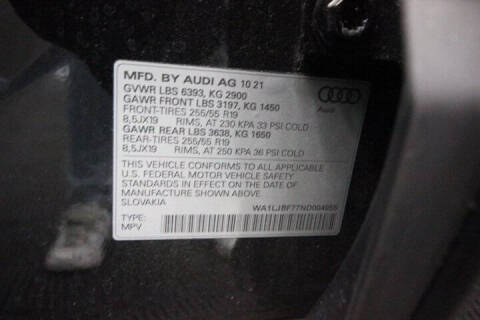 MFD. BY AUDI AG 10 21
GVWR LBS 6393, KG 2900
GAWR FRONT LBS 3197, KG 1450
FRONT-TIRES 255/55 R19
8,5JX19 RIMS, AT 230 KPA 33 PSI COLD
GAWR REAR LBS 3638, KG 1650
REAR-TIRES 255/55 R19
8,5JX19 RIMS, AT 250 KPA 36 PSI COLD
Audi
THIS VEHICLE CONFORMS TO ALL APPLICABLE
U.S. FEDERAL MOTOR VEHICLE SAFETY
STANDARDS IN EFFECT ON THE DATE OF
MANUFACTURE SHOWN ABOVE.
SLOVAKIA
WA1LJBF77ND004055
TYPE:
MPV